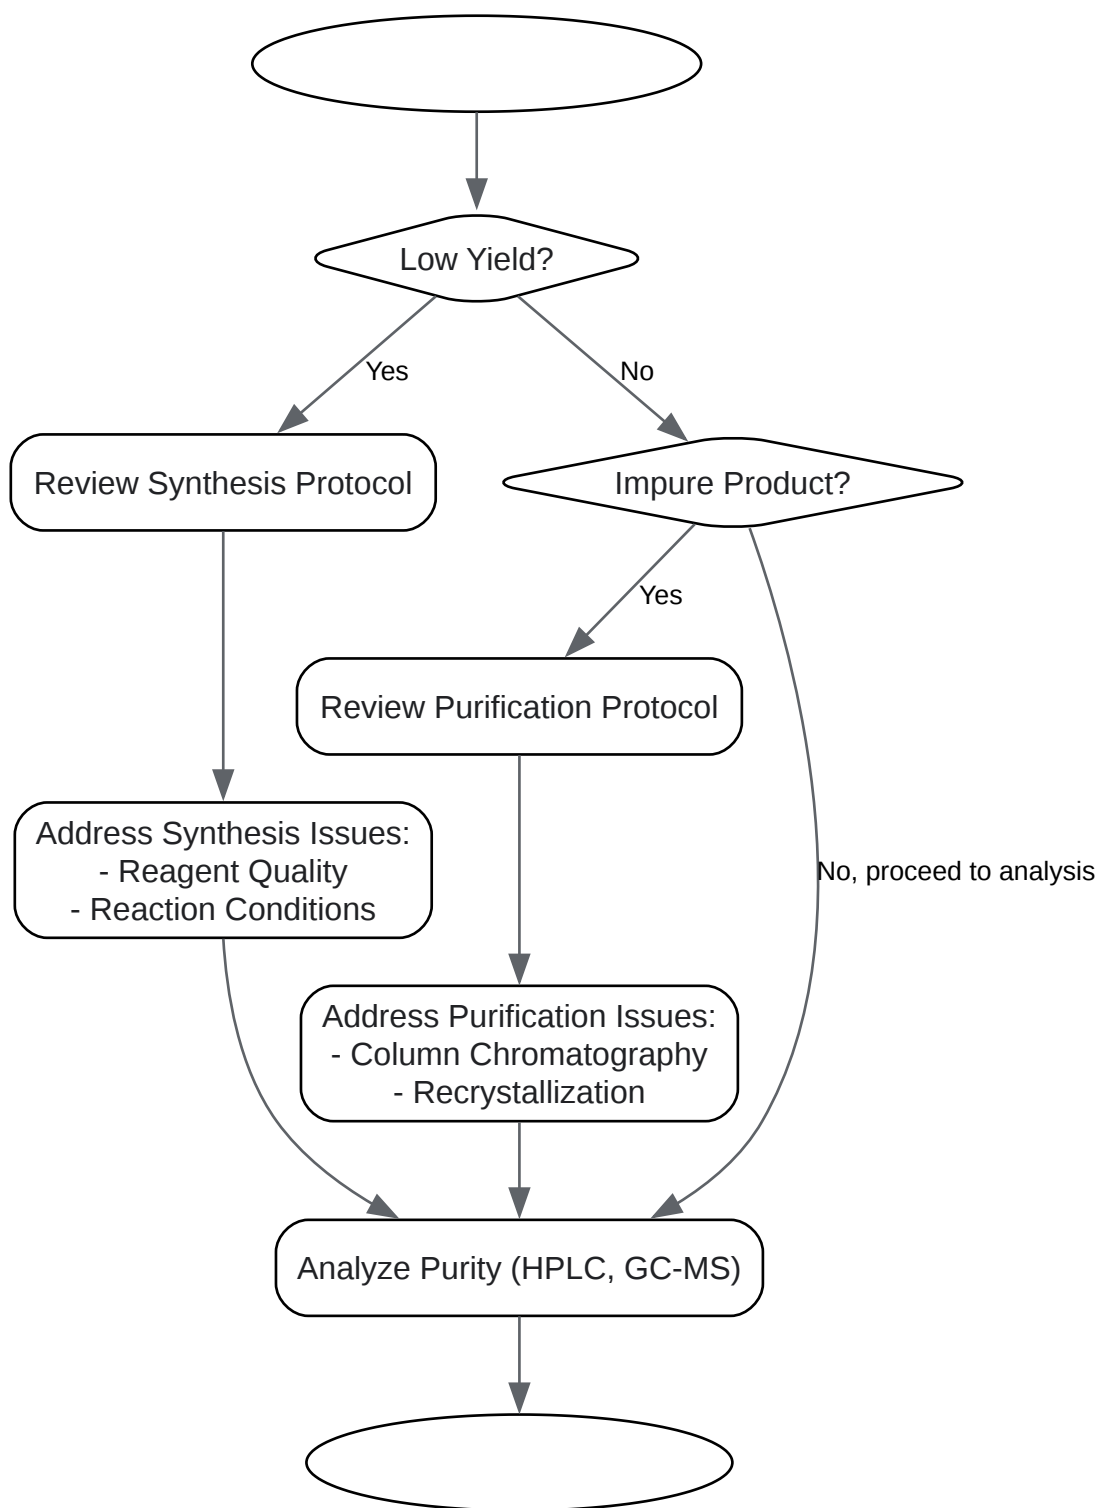 Low Yield?
Yes
No
Review Synthesis Protocol
Impure Product?
Yes
Review Purification Protocol
Address Synthesis Issues:
- Reagent Quality
- Reaction Conditions
No, proceed to analysis
Address Purification Issues:
- Column Chromatography
- Recrystallization
Analyze Purity (HPLC, GC-MS)